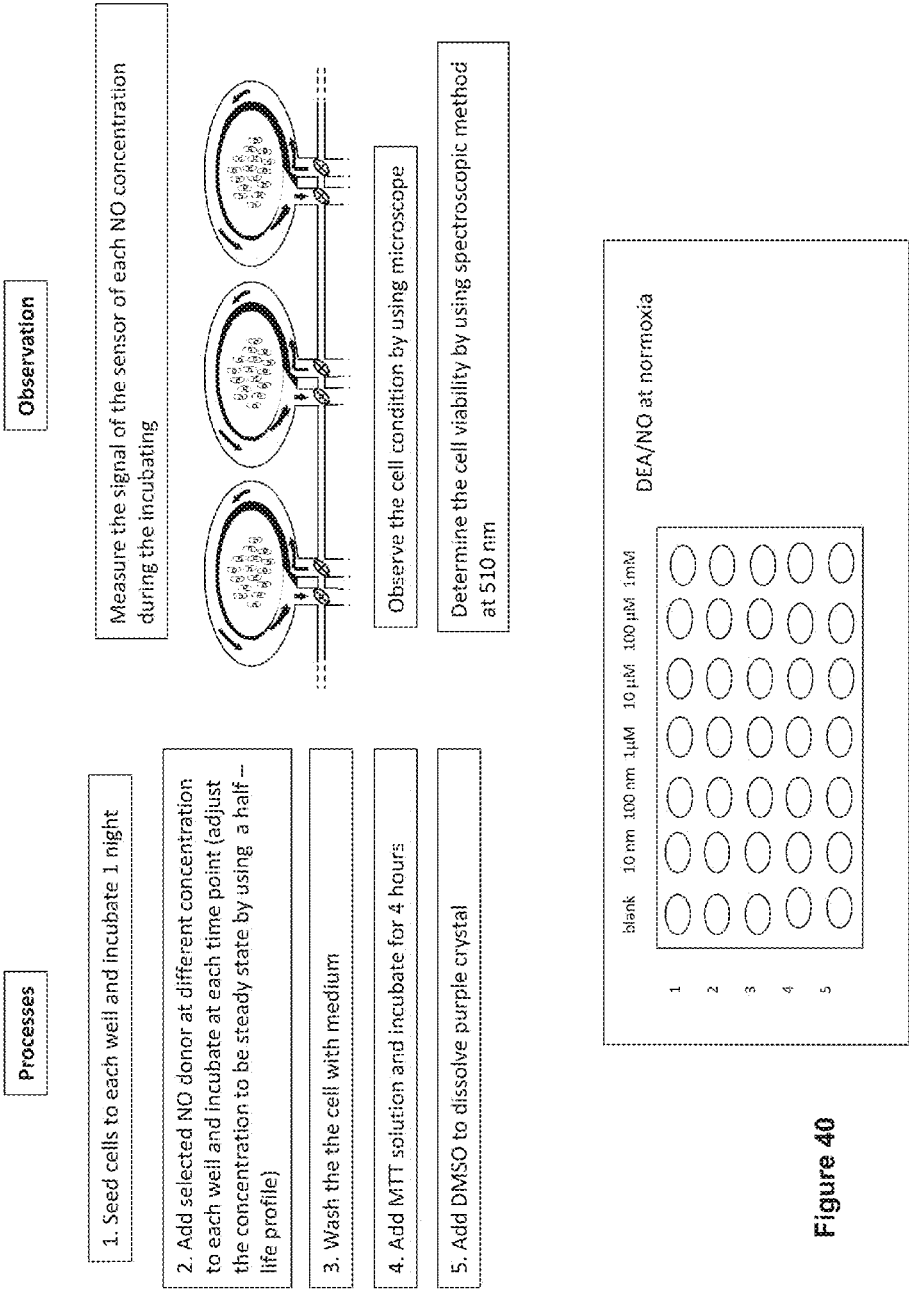 Processes
1. Seed cells to each well and incubate 1 night
2. Add selected NO donor at different concentration
to each well and incubate at each time point (adjust
the concentration to be steady state by using a half –
life profile)
3. Wash the the cell with medium
4. Add MTT solution and incubate for 4 hours
5. Add DMSO to dissolve purple crystal
Observation
Measure the signal of the sensor of each NO concentration
during the incubating
Observe the cell condition by using microscope
Determine the cell viability by using spectroscopic method
at 510 nm
blank 10 nm 100 nm 1µM 10 µM 100 µM 1mM
DEA/NO at normoxia
1
2
3
4
5
Figure 40